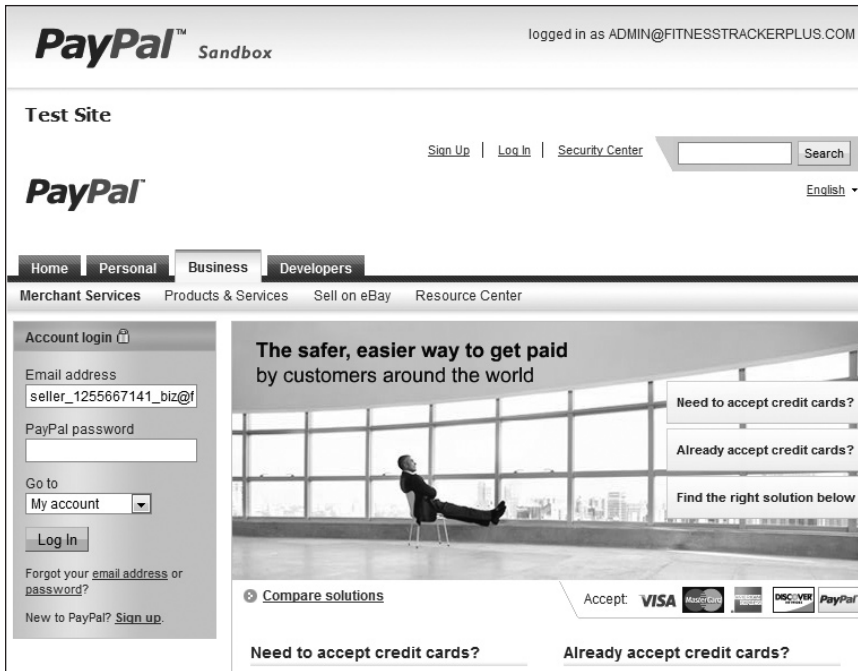 PayPal™ Sandbox
logged in as ADMIN@FITNESSTRACKERPLUS.COM
Test Site
Sign Up | Log In | Security Center
Search
PayPal™
English
Home Personal Business Developers
Merchant Services Products & Services Sell on eBay Resource Center
Account login
Email address
seller_1255667141_biz@f
PayPal password
Go to
My account
Log In
Forgot your email address or
password?
New to PayPal? Sign up.
The safer, easier way to get paid
by customers around the world
Need to accept credit cards?
Already accept credit cards?
Find the right solution below
Compare solutions
Accept: VISA MasterCard DISCOVER PayPal
Need to accept credit cards?
Already accept credit cards?